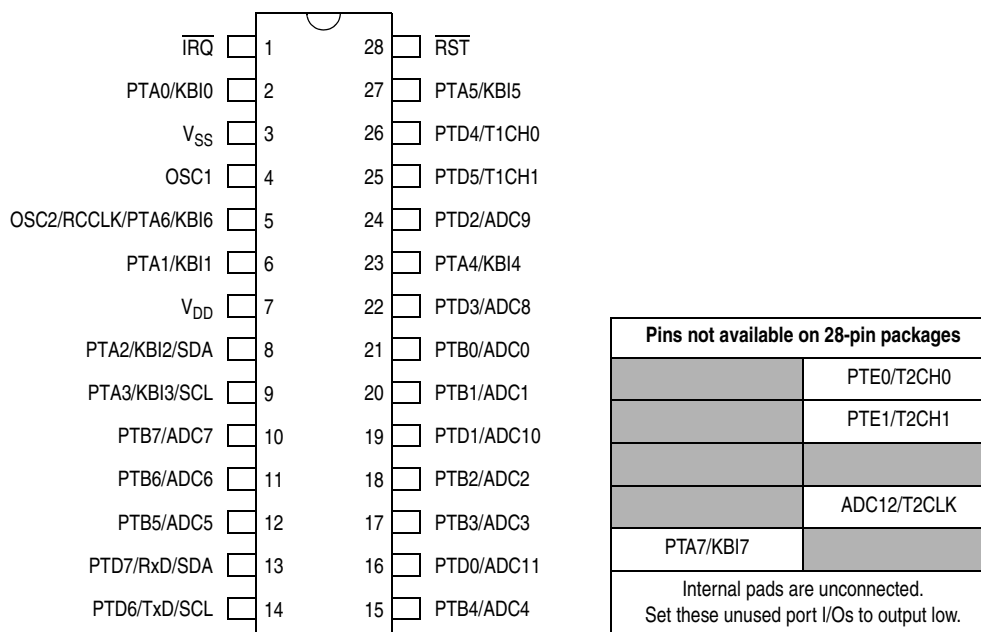 IRQ 1 28 RST
PTA0/KBI0 2 27 PTA5/KBI5
VSS 3 26 PTD4/T1CH0
OSC1 4 25 PTD5/T1CH1
OSC2/RCCLK/PTA6/KBI6 5 24 PTD2/ADC9
PTA1/KBI1 6 23 PTA4/KBI4
VDD 7 22 PTD3/ADC8
PTA2/KBI2/SDA 8 21 PTB0/ADC0
PTA3/KBI3/SCL 9 20 PTB1/ADC1
PTB7/ADC7 10 19 PTD1/ADC10
PTB6/ADC6 11 18 PTB2/ADC2
PTB5/ADC5 12 17 PTB3/ADC3
PTD7/RxD/SDA 13 16 PTD0/ADC11
PTD6/TxD/SCL 14 15 PTB4/ADC4
Pins not available on 28-pin packages
PTE0/T2CH0
PTE1/T2CH1
ADC12/T2CLK
PTA7/KBI7
Internal pads are unconnected.
Set these unused port I/Os to output low.